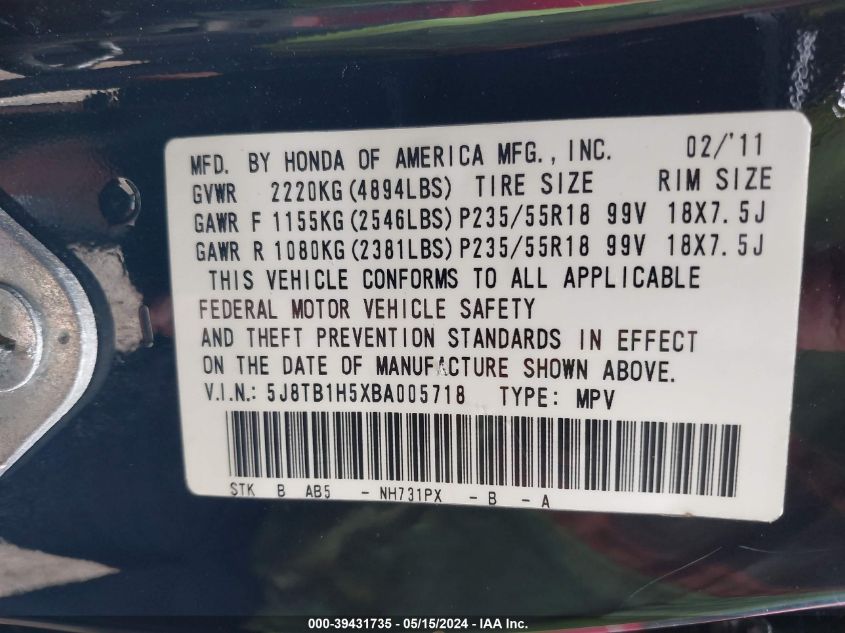 MFD. BY HONDA OF AMERICA MFG., INC. 02/'11
GVWR 2220KG(4894LBS) TIRE SIZE RIM SIZE
GAWR F 1155KG(2546LBS)P235/55R18 99V 18X7.5J
GAWR R 1080KG(2381LBS)P235/55R18 99V 18X7.5J
THIS VEHICLE CONFORMS TO ALL APPLICABLE
FEDERAL MOTOR VEHICLE SAFETY
AND THEFT PREVENTION STANDARDS IN EFFECT
ON THE DATE OF MANUFACTURE SHOWN ABOVE.
V.I.N.: 5J8TB1H5XBA005718 TYPE: MPV
STK B AB5 - NH731PX - B - A
000-39431735 - 05/15/2024 - IAA Inc.